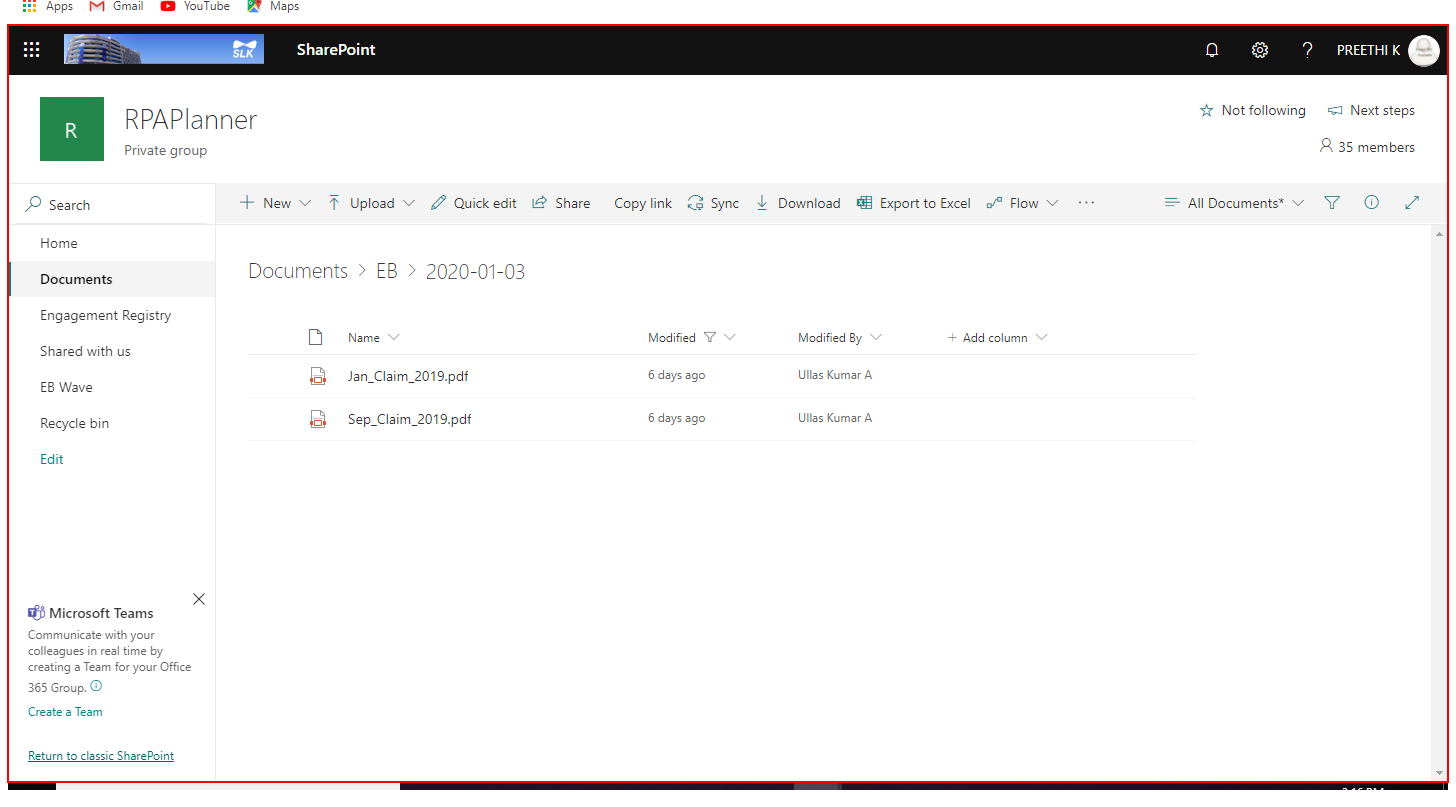 Apps Gmail YouTube Maps
SLK SharePoint ? PREETHI K
R RPAPlanner
Private group
Not following Next steps
35 members
Search
New Upload Quick edit Share Copy link Sync Download Export to Excel Flow ··· All Documents*
Home
Documents
Engagement Registry
Shared with us
EB Wave
Recycle bin
Edit
Documents > EB > 2020-01-03
Name Modified Modified By + Add column
Jan_Claim_2019.pdf 6 days ago Ullas Kumar A
Sep_Claim_2019.pdf 6 days ago Ullas Kumar A
Microsoft Teams
Communicate with your
colleagues in real time by
creating a Team for your Office
365 Group.
Create a Team
Return to classic SharePoint